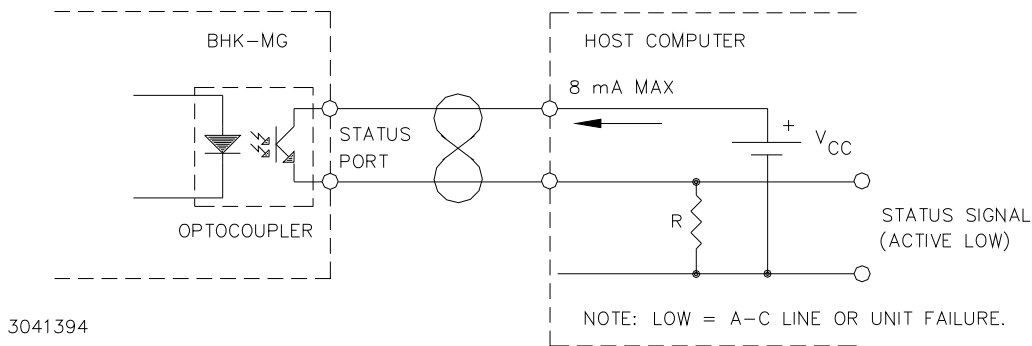 BHK-MG
HOST COMPUTER
8 mA MAX
STATUS
PORT
+
VCC
OPTOCOUPLER
R
STATUS SIGNAL
(ACTIVE LOW)
3041394
NOTE: LOW = A-C LINE OR UNIT FAILURE.